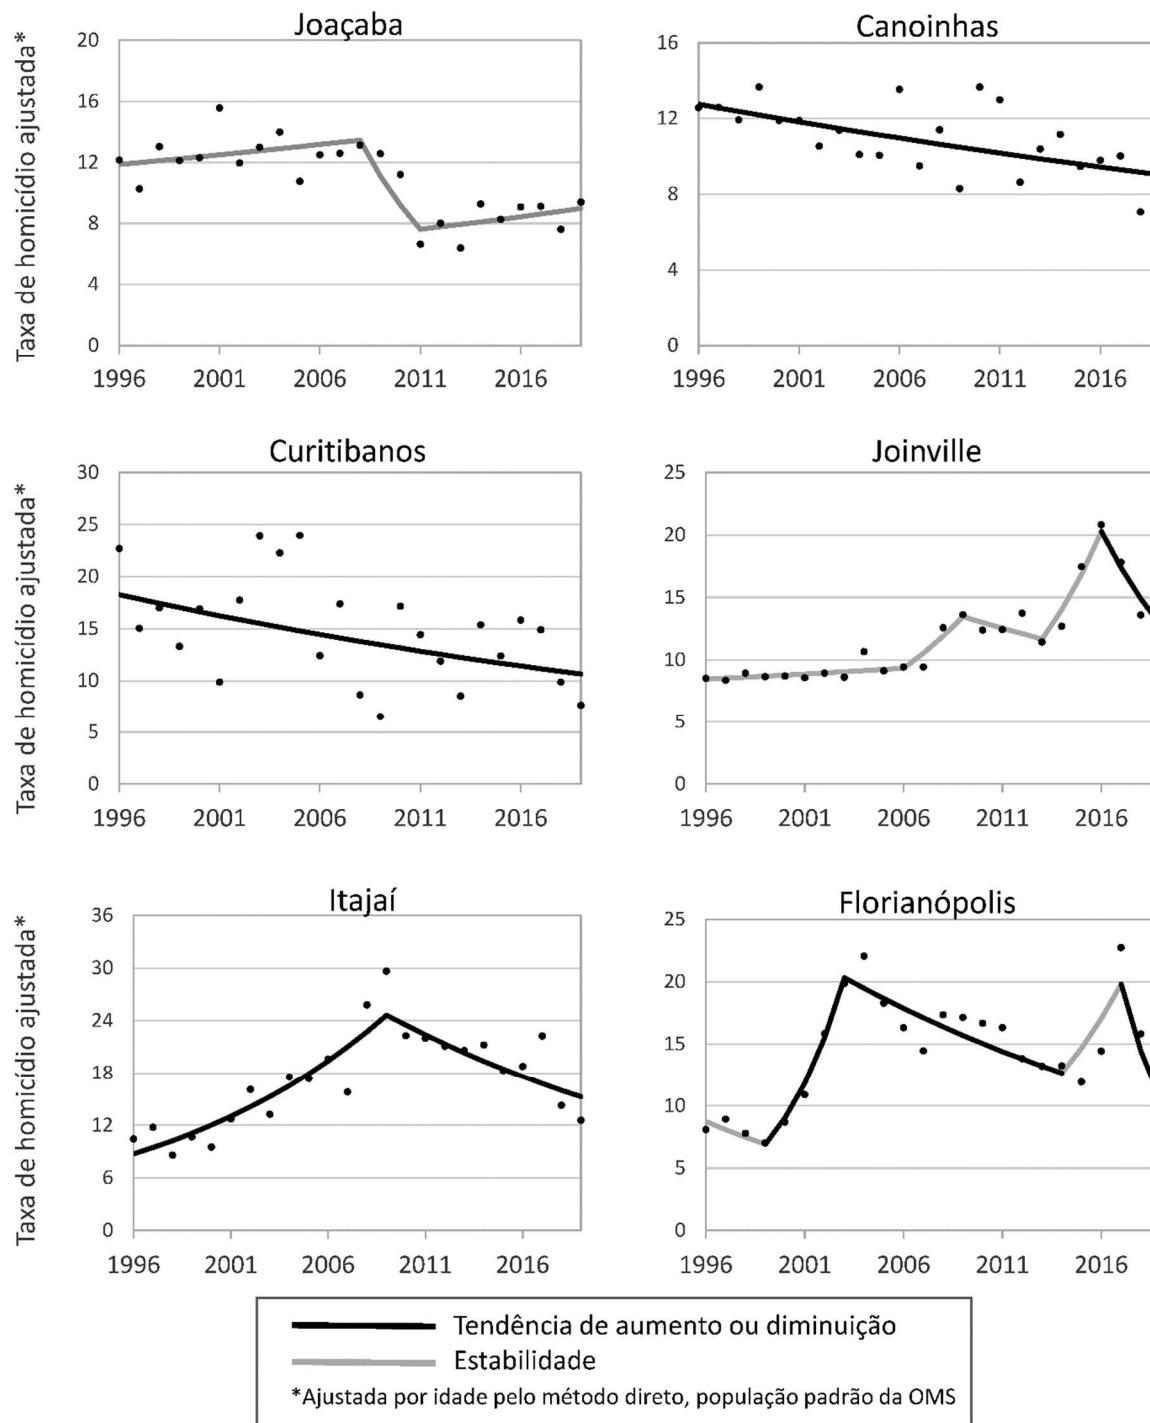 Joaçaba
Taxa de homicídio ajustada*
20
16
12
8
4
0
1996 2001 2006 2011 2016
Canoinhas
16
12
8
4
0
1996 2001 2006 2011 2016
Curitibanos
Taxa de homicídio ajustada*
30
25
20
15
10
5
0
1996 2001 2006 2011 2016
Joinville
25
20
15
10
5
0
1996 2001 2006 2011 2016
Itajaí
Taxa de homicídio ajustada*
36
30
24
18
12
6
0
1996 2001 2006 2011 2016
Florianópolis
25
20
15
10
5
0
1996 2001 2006 2011 2016
Tendência de aumento ou diminuição
Estabilidade
*Ajustada por idade pelo método direto, população padrão da OMS